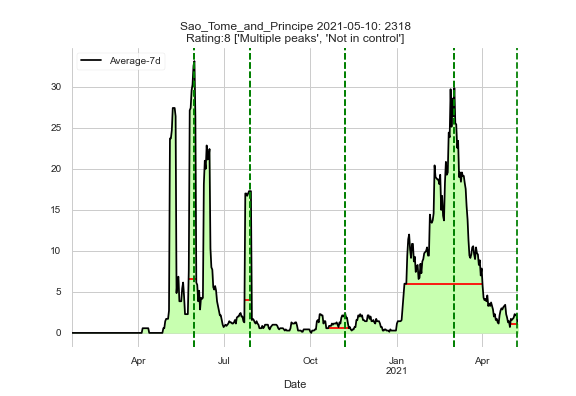 Sao_Tome_and_Principe 2021-05-10: 2318
Rating:8 ['Multiple peaks', 'Not in control']
Average-7d
30
25
20
15
10
5
0
Apr
Jul
Oct
Jan
2021
Apr
Date